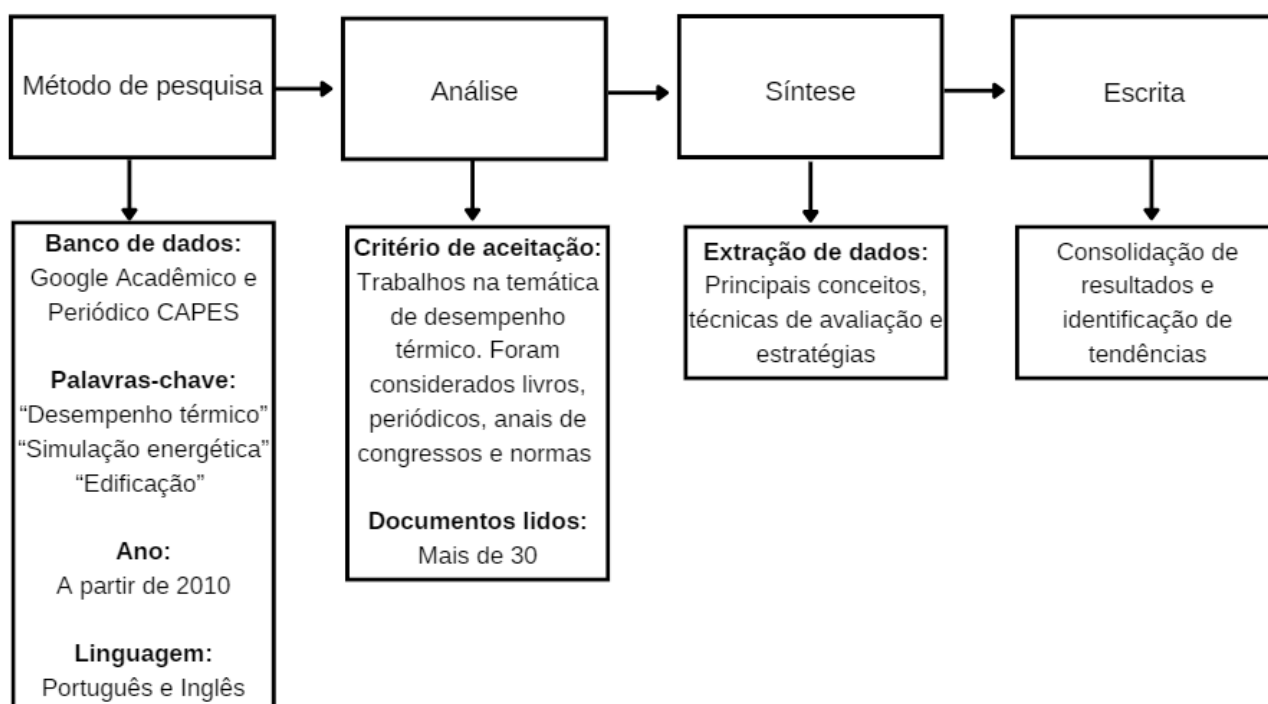 Método de pesquisa
Análise
Síntese
Escrita
Banco de dados:
Google Acadêmico e
Periódico CAPES
Palavras-chave:
“Desempenho térmico”
“Simulação energética”
“Edificação”
Ano:
A partir de 2010
Linguagem:
Português e Inglês
Critério de aceitação:
Trabalhos na temática
de desempenho
térmico. Foram
considerados livros,
periódicos, anais de
congressos e normas
Documentos lidos:
Mais de 30
Extração de dados:
Principais conceitos,
técnicas de avaliação e
estratégias
Consolidação de
resultados e
identificação de
tendências